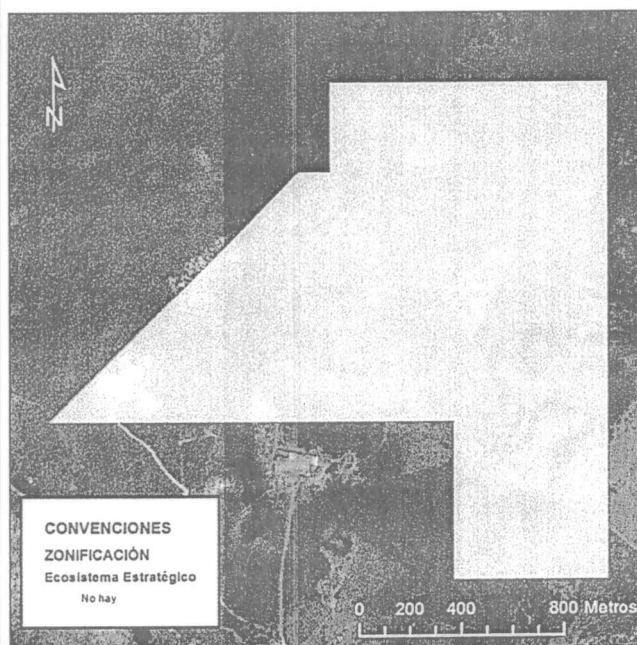 N
CONVENCIONES
ZONIFICACIÓN
Ecosistema Estratégico
No hay
0 200 400 800 Metros